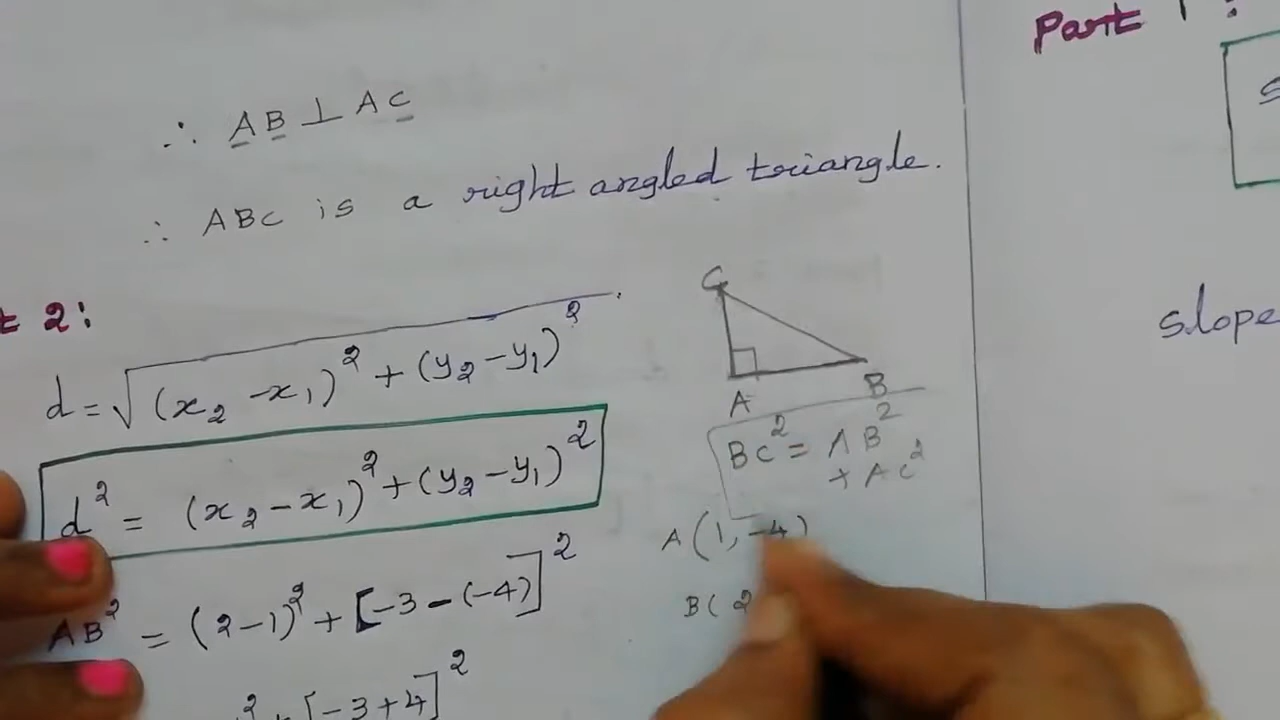 ∴ AB ⊥ AC
∴ ABC is a right angled triangle.
2:
d = √(x₂ - x₁)² + (y₂ - y₁)²
d² = (x₂ - x₁)² + (y₂ - y₁)²
AB² = (2-1)² + [-3 - (-4)]²
² + [-3+4]²
C
A
B
BC² = AB²
+ AC²
A (1, -4)
B( 2
Part 1:
slope